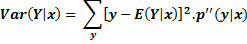 Var(Y|x) = ∑[y − E(Y|x)]².p''(y|x)
y